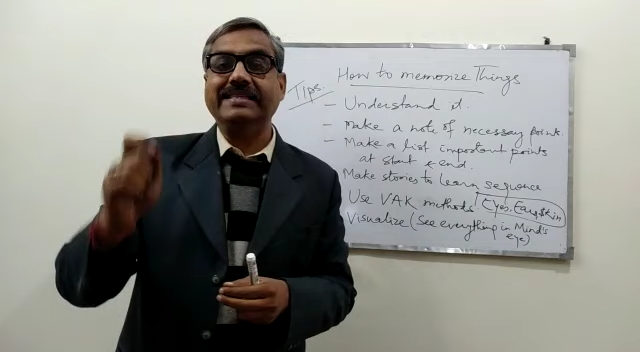 How to memorize Things
Tips.
- Understand it.
- Make a note of necessary points.
- Make a list important points
at start & end.
Make stories to learn sequence
Use VAK methods (Eyes, Ear, Skin
Visualize (See everything in Mind's
eye)